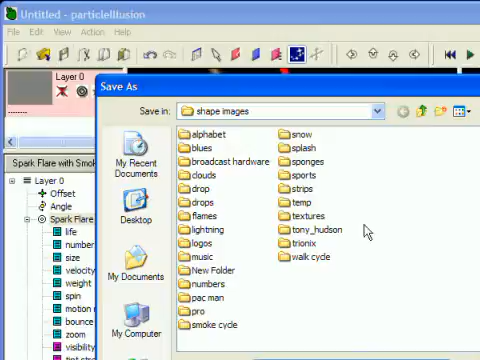 Untitled - particleIllusion
File Edit View Action Help
Layer 0
Save As
Save in: shape images
My Recent
Documents
Desktop
My Documents
My Computer
alphabet
blues
broadcast hardware
clouds
drop
drops
flames
lightning
logos
music
New Folder
numbers
pac man
pro
smoke cycle
snow
splash
sponges
sports
strips
temp
textures
tony_hudson
trionix
walk cycle
Spark Flare with Smok
Layer 0
Offset
Angle
Spark Flare
life
number
size
velocity
weight
spin
motion
bounce
zoom
visibility